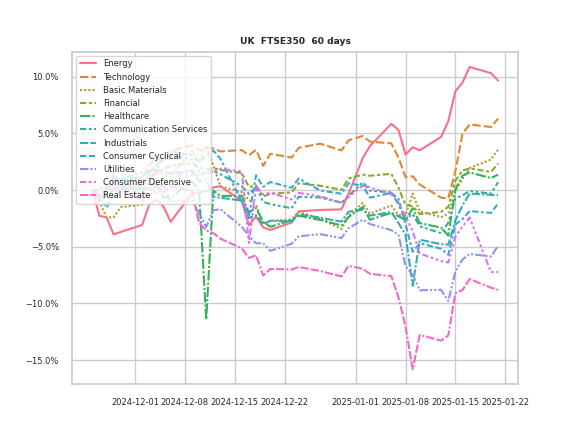 UK  FTSE350  60 days
10.0%
5.0%
0.0%
−5.0%
−10.0%
−15.0%
Energy
Technology
Basic Materials
Financial
Healthcare
Communication Services
Industrials
Consumer Cyclical
Utilities
Consumer Defensive
Real Estate
2024-12-01
2024-12-08
2024-12-15
2024-12-22
2025-01-01
2025-01-08
2025-01-15
2025-01-22